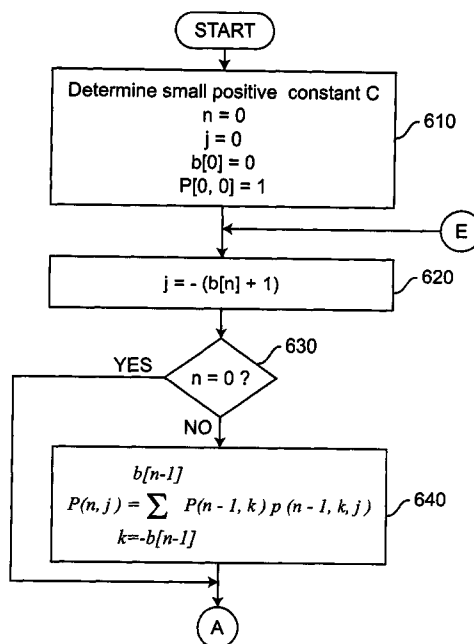 START
Determine small positive constant C
n = 0
j = 0
b[0] = 0
P[0, 0] = 1
610
E
j = - (b[n] + 1)
620
630
YES
n = 0 ?
NO
b[n-1]
P(n, j) = ∑ P(n - 1, k) p (n - 1, k, j)
k=-b[n-1]
640
A